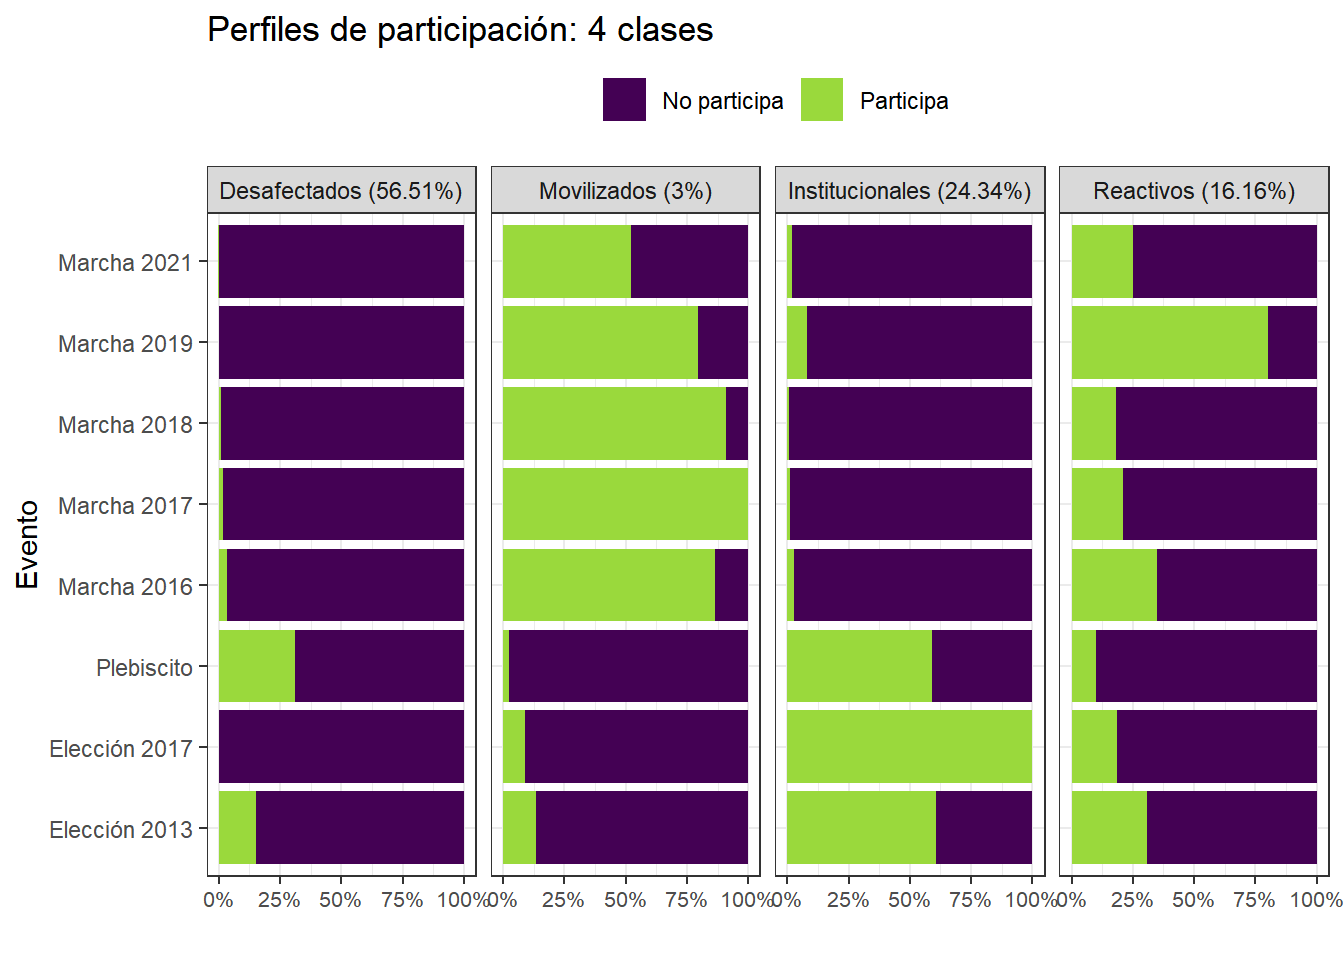 Perfiles de participación: 4 clases
No participa
Participa
Desafectados (56.51%)
Movilizados (3%)
Institucionales (24.34%)
Reactivos (16.16%)
Evento
Marcha 2021
Marcha 2019
Marcha 2018
Marcha 2017
Marcha 2016
Plebiscito
Elección 2017
Elección 2013
0% 25% 50% 75% 100%
0% 25% 50% 75% 100%
0% 25% 50% 75% 100%
0% 25% 50% 75% 100%